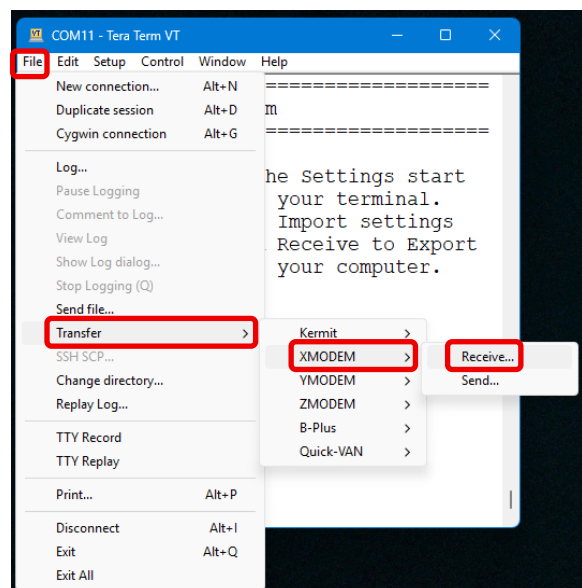 COM11 - Tera Term VT
File Edit Setup Control Window Help
New connection... Alt+N
Duplicate session Alt+D
Cygwin connection Alt+G
Log...
Pause Logging
Comment to Log...
View Log
Show Log dialog...
Stop Logging (Q)
Send file...
Transfer >
SSH SCP...
Change directory...
Replay Log...
TTY Record
TTY Replay
Print... Alt+P
Disconnect Alt+I
Exit Alt+Q
Exit All
Kermit >
XMODEM >
YMODEM >
ZMODEM >
B-Plus >
Quick-VAN >
Receive...
Send...
===================
m
===================
he Settings start
your terminal.
Import settings
Receive to Export
your computer.